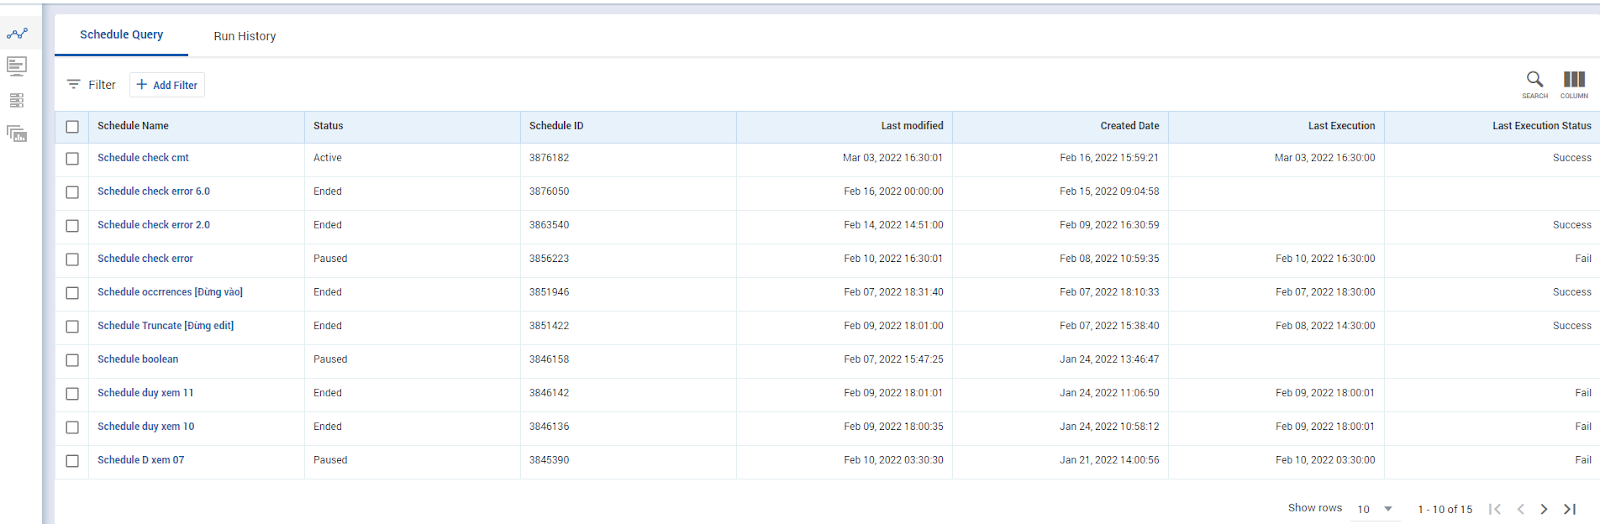 Schedule Query Run History
Filter + Add Filter SEARCH COLUMN
Schedule Name Status Schedule ID Last modified Created Date Last Execution Last Execution Status
Schedule check cmt Active 3876182 Mar 03, 2022 16:30:01 Feb 16, 2022 15:59:21 Mar 03, 2022 16:30:00 Success
Schedule check error 6.0 Ended 3876050 Feb 16, 2022 00:00:00 Feb 15, 2022 09:04:58
Schedule check error 2.0 Ended 3863540 Feb 14, 2022 14:51:00 Feb 09, 2022 16:30:59 Success
Schedule check error Paused 3856223 Feb 10, 2022 16:30:01 Feb 08, 2022 10:59:35 Feb 10, 2022 16:30:00 Fail
Schedule occrrences [Đừng vào] Ended 3851946 Feb 07, 2022 18:31:40 Feb 07, 2022 18:10:33 Feb 07, 2022 18:30:00 Success
Schedule Truncate [Đừng edit] Ended 3851422 Feb 09, 2022 18:01:00 Feb 07, 2022 15:38:40 Feb 08, 2022 14:30:00 Success
Schedule boolean Paused 3846158 Feb 07, 2022 15:47:25 Jan 24, 2022 13:46:47
Schedule duy xem 11 Ended 3846142 Feb 09, 2022 18:01:01 Jan 24, 2022 11:06:50 Feb 09, 2022 18:00:01 Fail
Schedule duy xem 10 Ended 3846136 Feb 09, 2022 18:00:35 Jan 24, 2022 10:58:12 Feb 09, 2022 18:00:01 Fail
Schedule D xem 07 Paused 3845390 Feb 10, 2022 03:30:30 Jan 21, 2022 14:00:56 Feb 10, 2022 03:30:00 Fail
Show rows 10 1 - 10 of 15